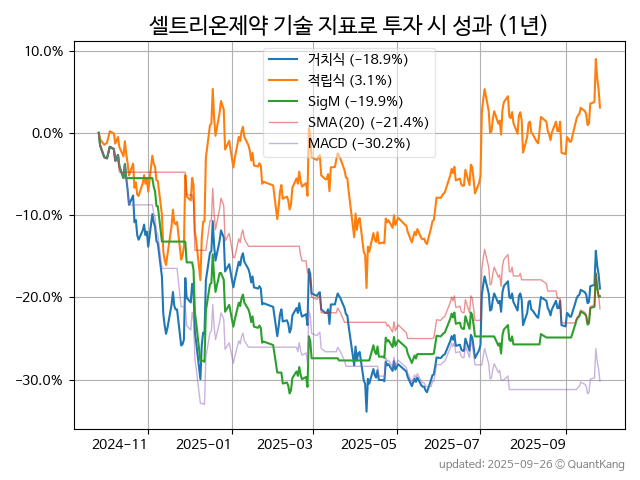 셀트리온제약 기술 지표로 투자 시 성과 (1년)
10.0%
0.0%
−10.0%
−20.0%
−30.0%
거치식 (−18.9%)
적립식 (3.1%)
SigM (−19.9%)
SMA(20) (−21.4%)
MACD (−30.2%)
2024-11 2025-01 2025-03 2025-05 2025-07 2025-09
updated: 2025-09-26 © QuantKang